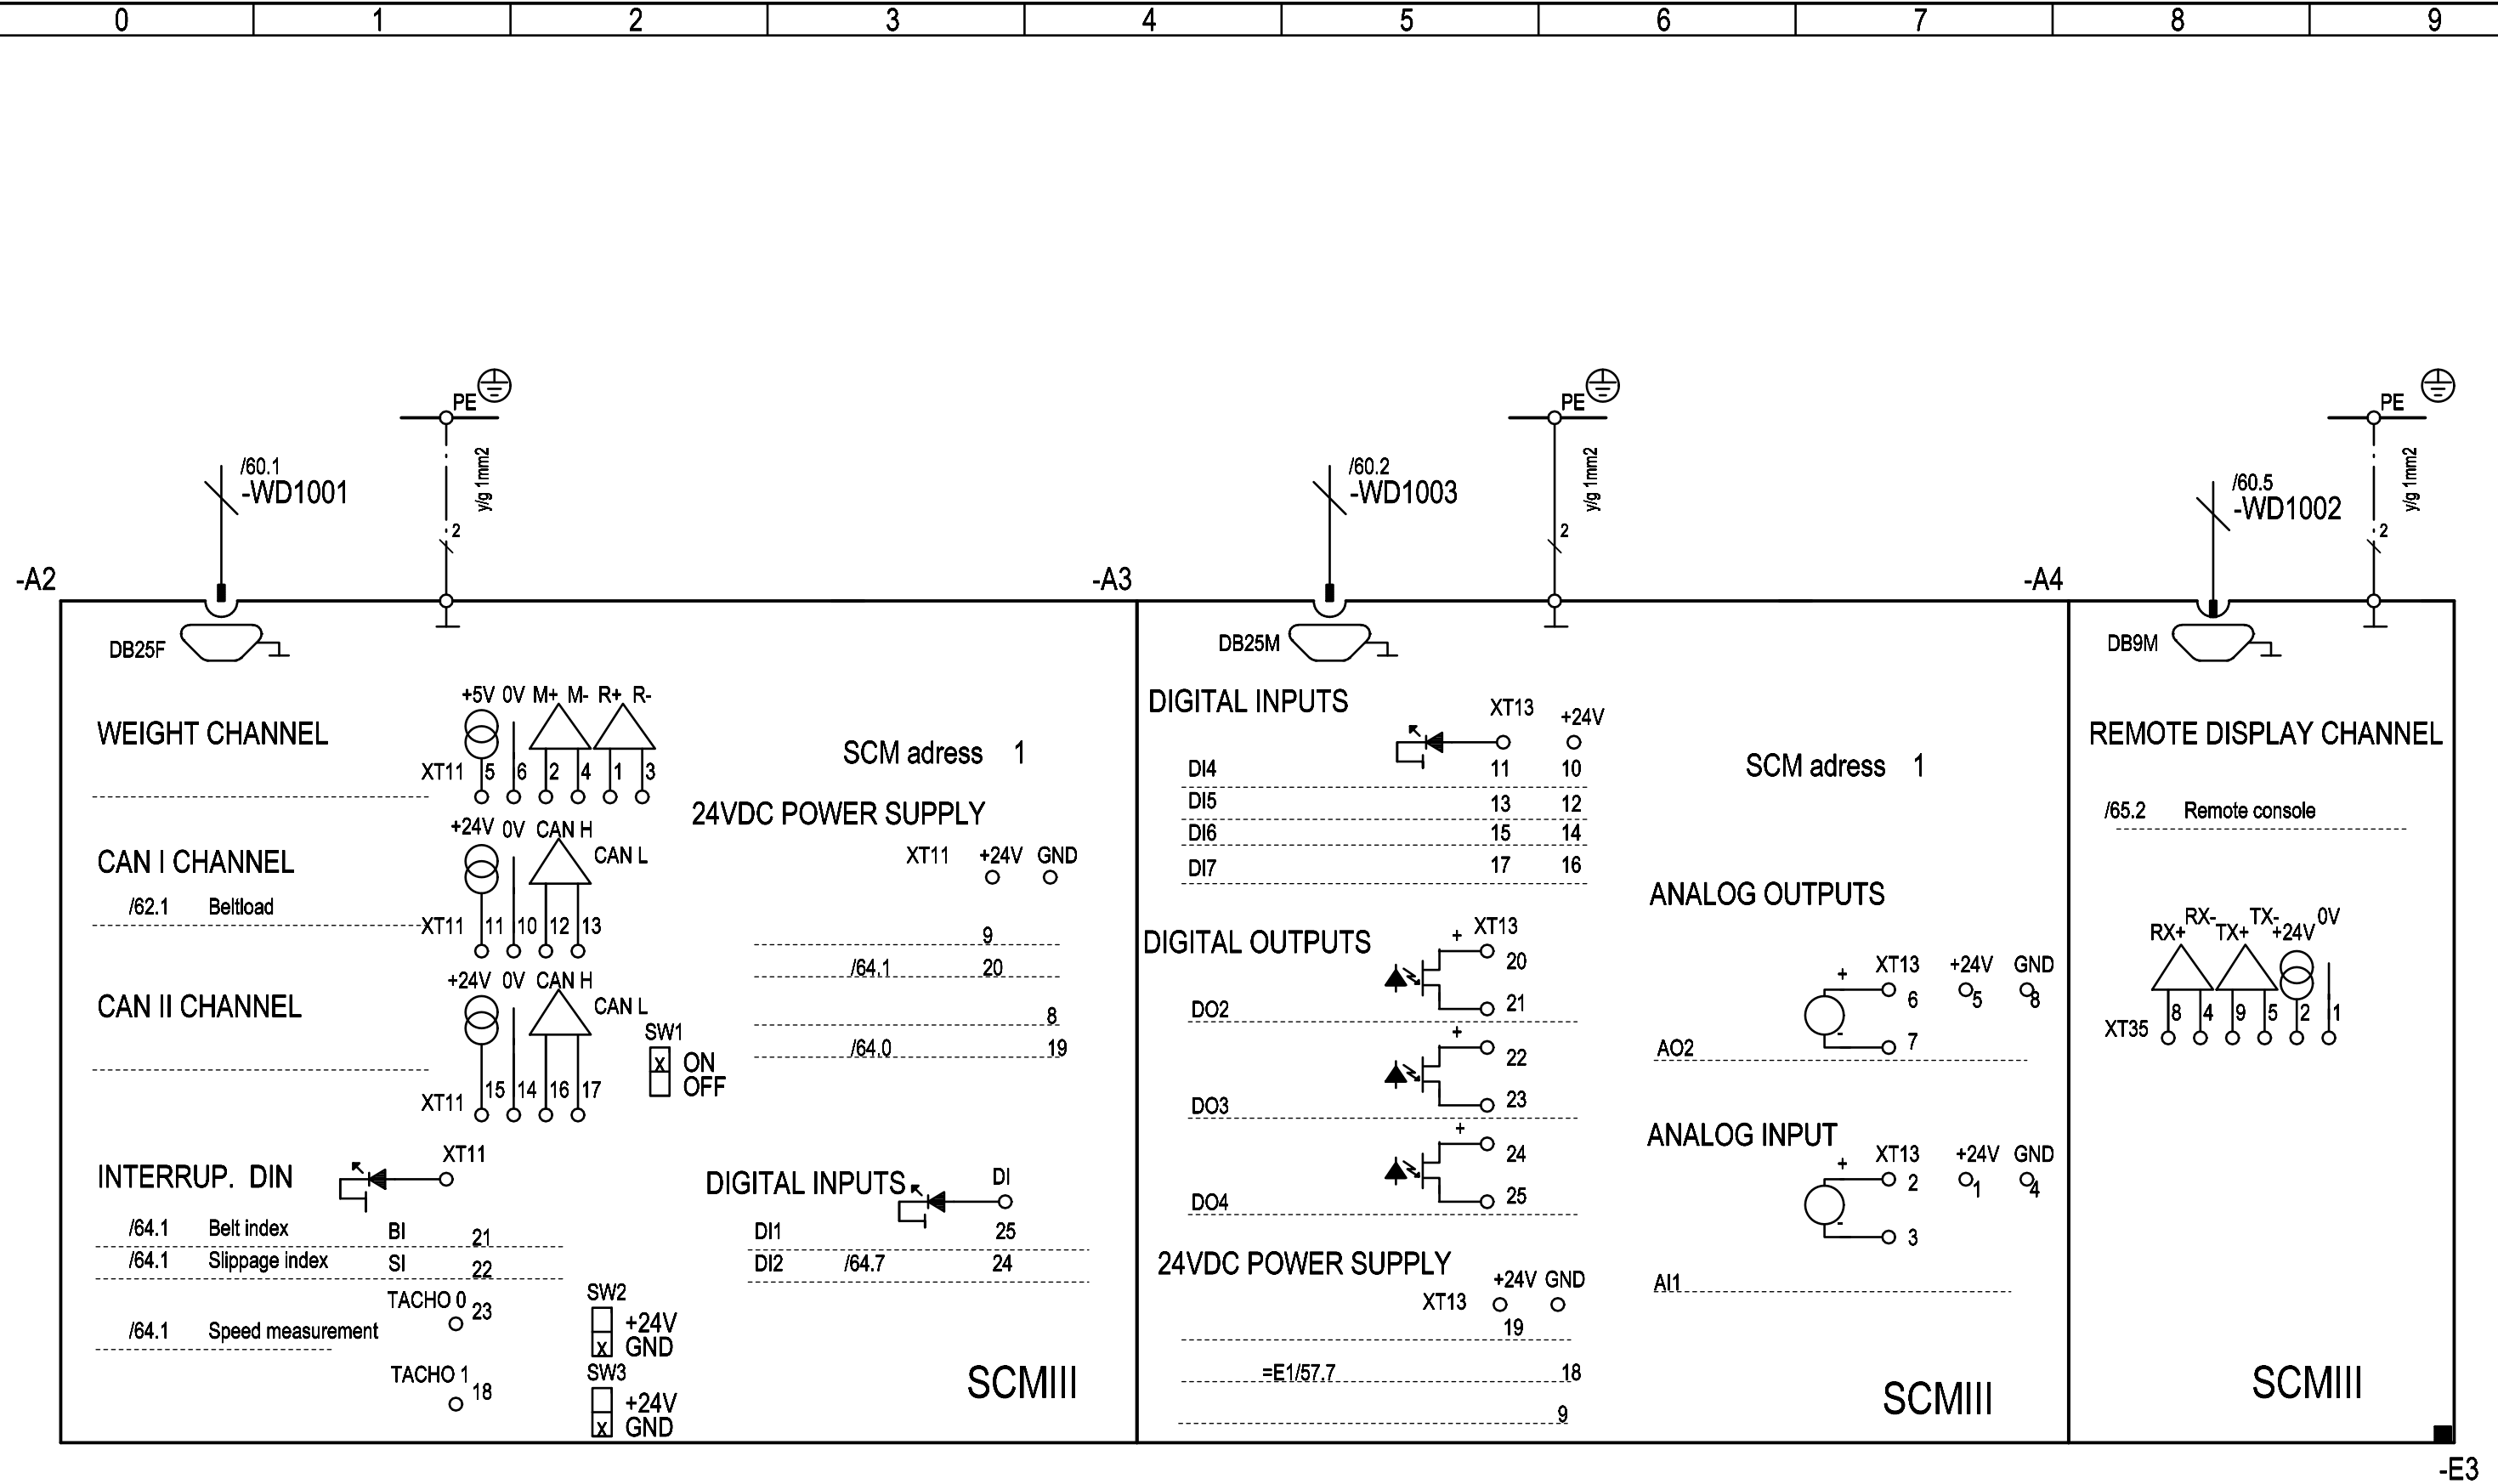 0 1 2 3 4 5 6 7 8 9
PE PE PE
/60.1
-WD1001
y/g 1mm2
2
/60.2
-WD1003
y/g 1mm2
2
/60.5
-WD1002
y/g 1mm2
2
-A2
DB25F
+5V 0V M+ M- R+ R-
WEIGHT CHANNEL
XT11 5 6 2 4 1 3
+24V 0V CAN H
CAN I CHANNEL CAN L
/62.1 Beltload
XT11 11 10 12 13
+24V 0V CAN H
CAN II CHANNEL CAN L
SW1
X ON
OFF
XT11 15 14 16 17
INTERRUP. DIN XT11
/64.1 Belt index BI 21
/64.1 Slippage index SI 22
TACHO 0 23
/64.1 Speed measurement
TACHO 1 18
SW2
+24V
X GND
SW3
+24V
X GND
SCM adress 1
24VDC POWER SUPPLY
XT11 +24V GND
9
/64.1 20
8
/64.0 19
DIGITAL INPUTS DI
DI1 25
DI2 /64.7 24
SCMIII
-A3
DB25M
DIGITAL INPUTS XT13 +24V
DI4 11 10
DI5 13 12
DI6 15 14
DI7 17 16
DIGITAL OUTPUTS + XT13
20
DO2 21
+
22
DO3 23
+
24
DO4 25
24VDC POWER SUPPLY
+24V GND
XT13
19
=E1/57.7 18
9
SCM adress 1
ANALOG OUTPUTS
+ XT13 +24V GND
6 5 8
- 7
AO2
ANALOG INPUT
+ XT13 +24V GND
2 1 4
- 3
AI1
SCMIII
-A4
DB9M
REMOTE DISPLAY CHANNEL
/65.2 Remote console
RX+ RX- TX+ TX- +24V 0V
XT35 8 4 9 5 2 1
SCMIII
-E3